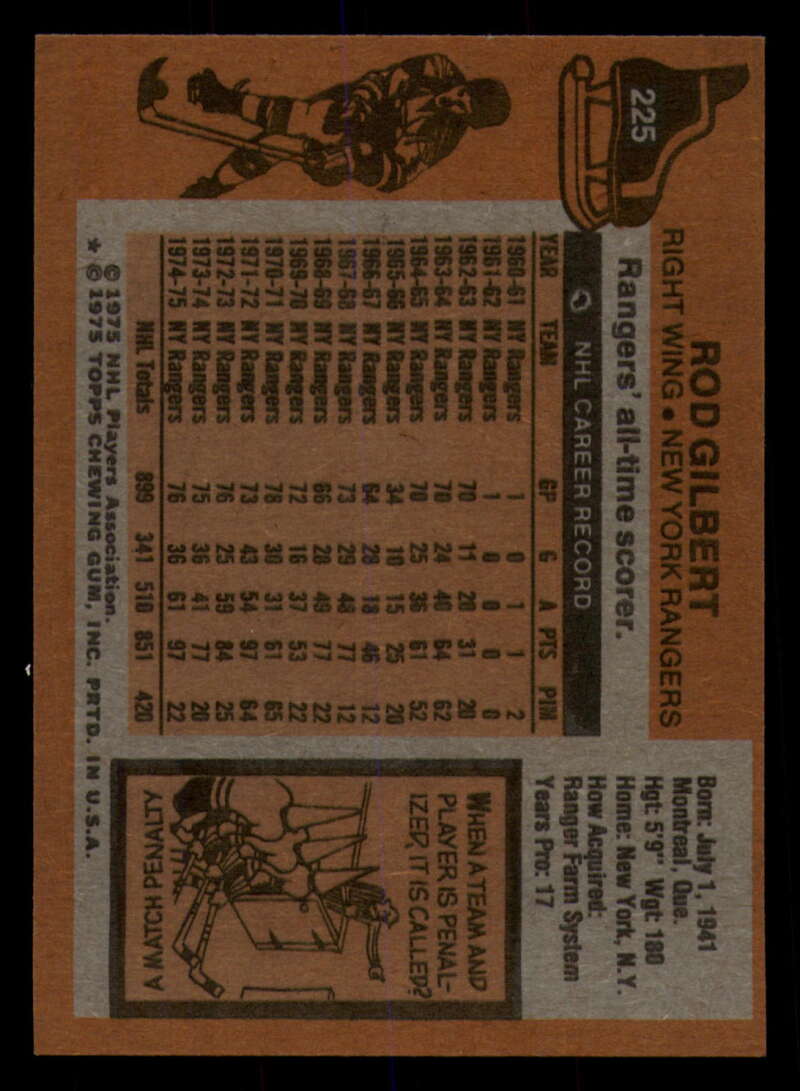 225
ROD GILBERT
RIGHT WING • NEW YORK RANGERS
Rangers' all-time scorer.
Born: July 1, 1941
Montreal, Que.
Hgt: 5'9" Wgt: 180
Home: New York, N.Y.
How Acquired:
Ranger Farm System
Years Pro: 17
NHL CAREER RECORD
YEAR TEAM GP G A PTS PIM
1960-61 NY Rangers 1 0 1 1 2
1961-62 NY Rangers 1 0 0 0 0
1962-63 NY Rangers 70 11 20 31 20
1963-64 NY Rangers 70 24 40 64 62
1964-65 NY Rangers 70 25 36 61 52
1965-66 NY Rangers 34 10 15 25 20
1966-67 NY Rangers 64 28 18 46 12
1967-68 NY Rangers 73 29 48 77 12
1968-69 NY Rangers 66 28 49 77 22
1969-70 NY Rangers 72 16 37 53 22
1970-71 NY Rangers 78 30 31 61 65
1971-72 NY Rangers 73 43 54 97 64
1972-73 NY Rangers 76 25 59 84 25
1973-74 NY Rangers 75 36 41 77 20
1974-75 NY Rangers 76 36 61 97 22
NHL Totals 899 341 510 851 420
WHEN A TEAM AND
PLAYER IS PENAL-
IZED, IT IS CALLED?
A MATCH PENALTY
© 1975 NHL Players Association.
* © 1975 TOPPS CHEWING GUM, INC. PRTD. IN U.S.A.